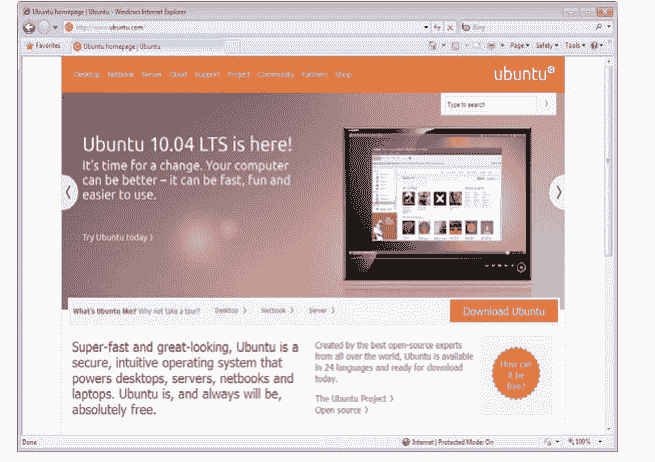 Ubuntu homepage | Ubuntu - Windows Internet Explorer
http://www.ubuntu.com/
Bing
Favorites
Ubuntu homepage | Ubuntu
Page
Safety
Tools
Desktop Netbook Server Cloud Support Project Community Partners Shop
ubuntu
Type to search
Ubuntu 10.04 LTS is here!
It's time for a change. Your computer
can be better – it can be fast, fun and
easier to use.
Try Ubuntu today
What's Ubuntu like? Why not take a tour? Desktop Netbook Server
Download Ubuntu
Super-fast and great-looking, Ubuntu is a
secure, intuitive operating system that
powers desktops, servers, netbooks and
laptops. Ubuntu is, and always will be,
absolutely free.
Created by the best open-source experts
from all over the world, Ubuntu is available
in 24 languages and ready for download
today.
The Ubuntu Project
Open source
How can
it be
free?
Done
Internet | Protected Mode: On
100%